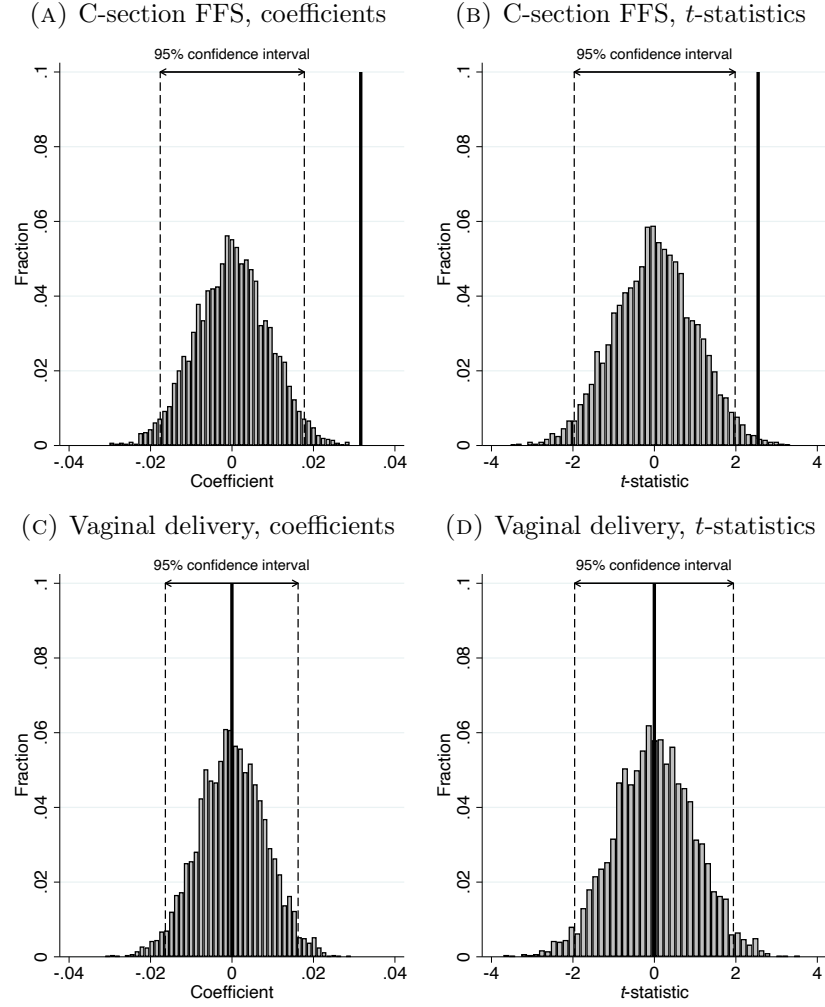 (A) C-section FFS, coefficients
95% confidence interval
.1
.08
.06
.04
.02
0
Fraction
-.04 -.02 0 .02 .04
Coefficient
(B) C-section FFS, t-statistics
95% confidence interval
.1
.08
.06
.04
.02
0
Fraction
-4 -2 0 2 4
t-statistic
(C) Vaginal delivery, coefficients
95% confidence interval
.1
.08
.06
.04
.02
0
Fraction
-.04 -.02 0 .02 .04
Coefficient
(D) Vaginal delivery, t-statistics
95% confidence interval
.1
.08
.06
.04
.02
0
Fraction
-4 -2 0 2 4
t-statistic